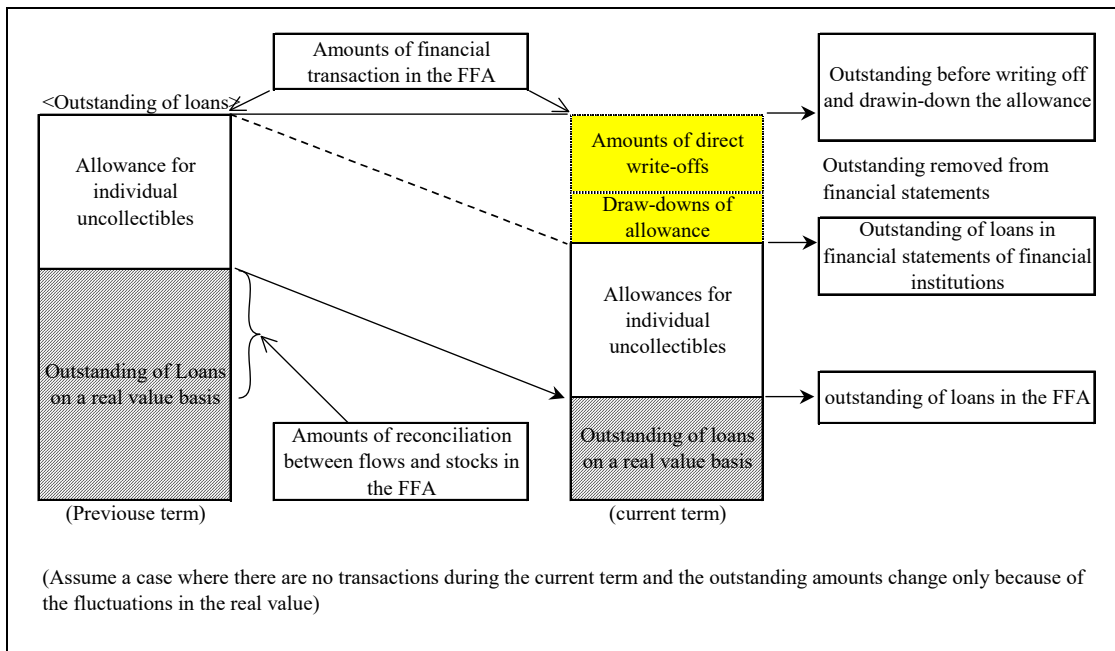 Amounts of financial
transaction in the FFA
<Outstanding of loans>
Allowance for
individual
uncollectibles
Outstanding of Loans
on a real value basis
(Previouse term)
Amounts of reconciliation
between flows and stocks in
the FFA
Amounts of direct
write-offs
Draw-downs of
allowance
Allowances for
individual
uncollectibles
Outstanding of loans
on a real value basis
(current term)
Outstanding before writing off
and drawin-down the allowance
Outstanding removed from
financial statements
Outstanding of loans in
financial statements of financial
institutions
outstanding of loans in the FFA
(Assume a case where there are no transactions during the current term and the outstanding amounts change only because of
the fluctuations in the real value)